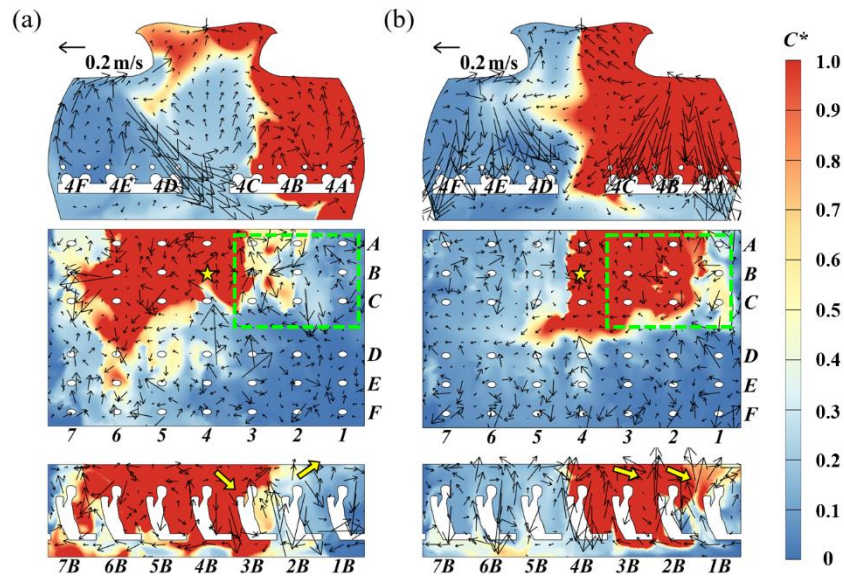 (a)
0.2 m/s
4F 4E 4D 4C 4B 4A
A
B
C
D
E
F
7 6 5 4 3 2 1
7B 6B 5B 4B 3B 2B 1B
(b)
0.2 m/s
4F 4E 4D 4C 4B 4A
A
B
C
D
E
F
7 6 5 4 3 2 1
7B 6B 5B 4B 3B 2B 1B
C*
1.0
0.9
0.8
0.7
0.6
0.5
0.4
0.3
0.2
0.1
0